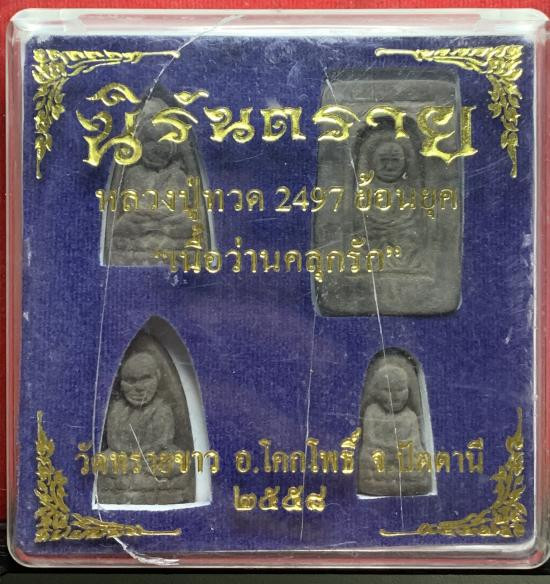 นิรันตราย
หลวงปู่ทวด 2497 ย้อนยุค
"เนื้อว่านคลุกรัก"
วัดทรายขาว อ.โคกโพธิ์ จ.ปัตตานี
๒๕๕๘